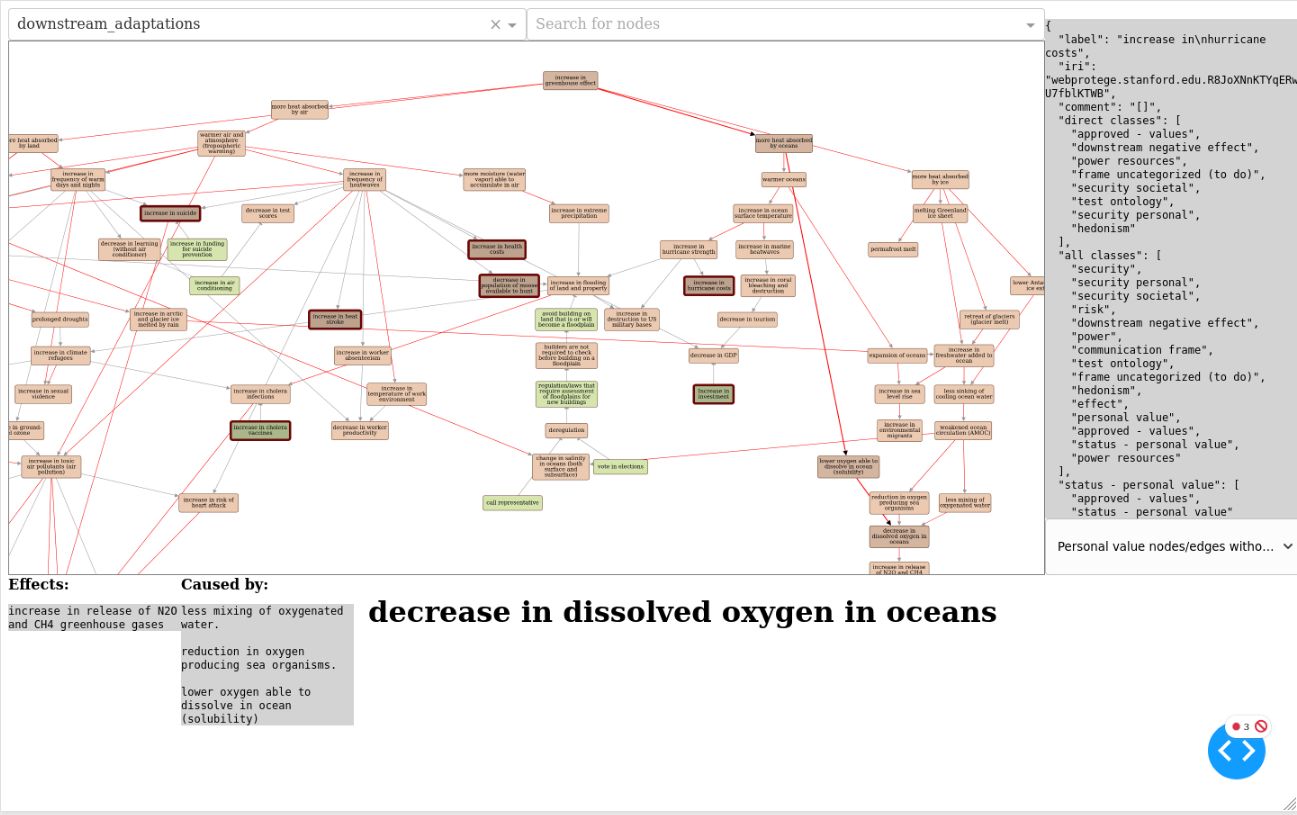 downstream_adaptations
Search for nodes
increase in
greenhouse effect
more heat absorbed
by air
re heat absorbed
by land
warmer air and
atmosphere
(tropospheric
warming)
more heat absorbed
by oceans
increase in
frequency of warm
days and nights
increase in
frequency of
heatwaves
more moisture (water
vapor) able to
accumulate in air
warmer oceans
more heat absorbed
by ice
increase in suicide
decrease in test
scores
increase in extreme
precipitation
increase in ocean
surface temperature
melting Greenland
ice sheet
decrease in learning
(without air
conditioner)
increase in funding
for suicide
prevention
increase in health
costs
increase in
hurricane strength
increase in marine
heatwaves
permafrost melt
increase in air
conditioning
decrease in
population of moose
available to hunt
increase in flooding
of land and property
increase in
hurricane costs
increase in coral
bleaching and
destruction
lower Antar
ice ext
prolonged droughts
increase in arctic
and glacier ice
melted by rain
increase in heat
stroke
avoid building on
land that is or will
become a floodplain
increase in
destruction to US
military bases
decrease in tourism
retreat of glaciers
(glacier melt)
increase in climate
refugees
increase in worker
absenteeism
builders are not
required to check
before building on a
floodplain
decrease in GDP
expansion of oceans
increase in
freshwater added to
ocean
increase in sexual
violence
increase in cholera
infections
increase in
temperature of work
environment
regulation/laws that
require assessment
of floodplains for
new buildings
Increase in
investment
increase in sea
level rise
less sinking of
cooling ocean water
e in ground-
d ozone
increase in cholera
vaccines
decrease in worker
productivity
deregulation
increase in
environmental
migrants
weakened ocean
circulation (AMOC)
increase in toxic
air pollutants (air
pollution)
change in salinity
in oceans (both
surface and
subsurface)
vote in elections
lower oxygen able to
dissolve in ocean
(solubility)
increase in risk of
heart attack
call representative
reduction in oxygen
producing sea
organisms
less mixing of
oxygenated water
decrease in
dissolved oxygen in
oceans
increase in release
of N2O and CH4
{
"label": "increase in\nhurricane
costs",
"iri":
"webprotege.stanford.edu.R8JoXNnKTYqERw
U7fblKTWB",
"comment": "[]",
"direct classes": [
"approved - values",
"downstream negative effect",
"power resources",
"frame uncategorized (to do)",
"security societal",
"test ontology",
"security personal",
"hedonism"
],
"all classes": [
"security",
"security personal",
"security societal",
"risk",
"downstream negative effect",
"power",
"communication frame",
"test ontology",
"frame uncategorized (to do)",
"hedonism",
"effect",
"personal value",
"approved - values",
"status - personal value",
"power resources"
],
"status - personal value": [
"approved - values",
"status - personal value"
Personal value nodes/edges witho...
Effects:
increase in release of N2O
and CH4 greenhouse gases
Caused by:
less mixing of oxygenated
water.
reduction in oxygen
producing sea organisms.
lower oxygen able to
dissolve in ocean
(solubility)
decrease in dissolved oxygen in oceans
3